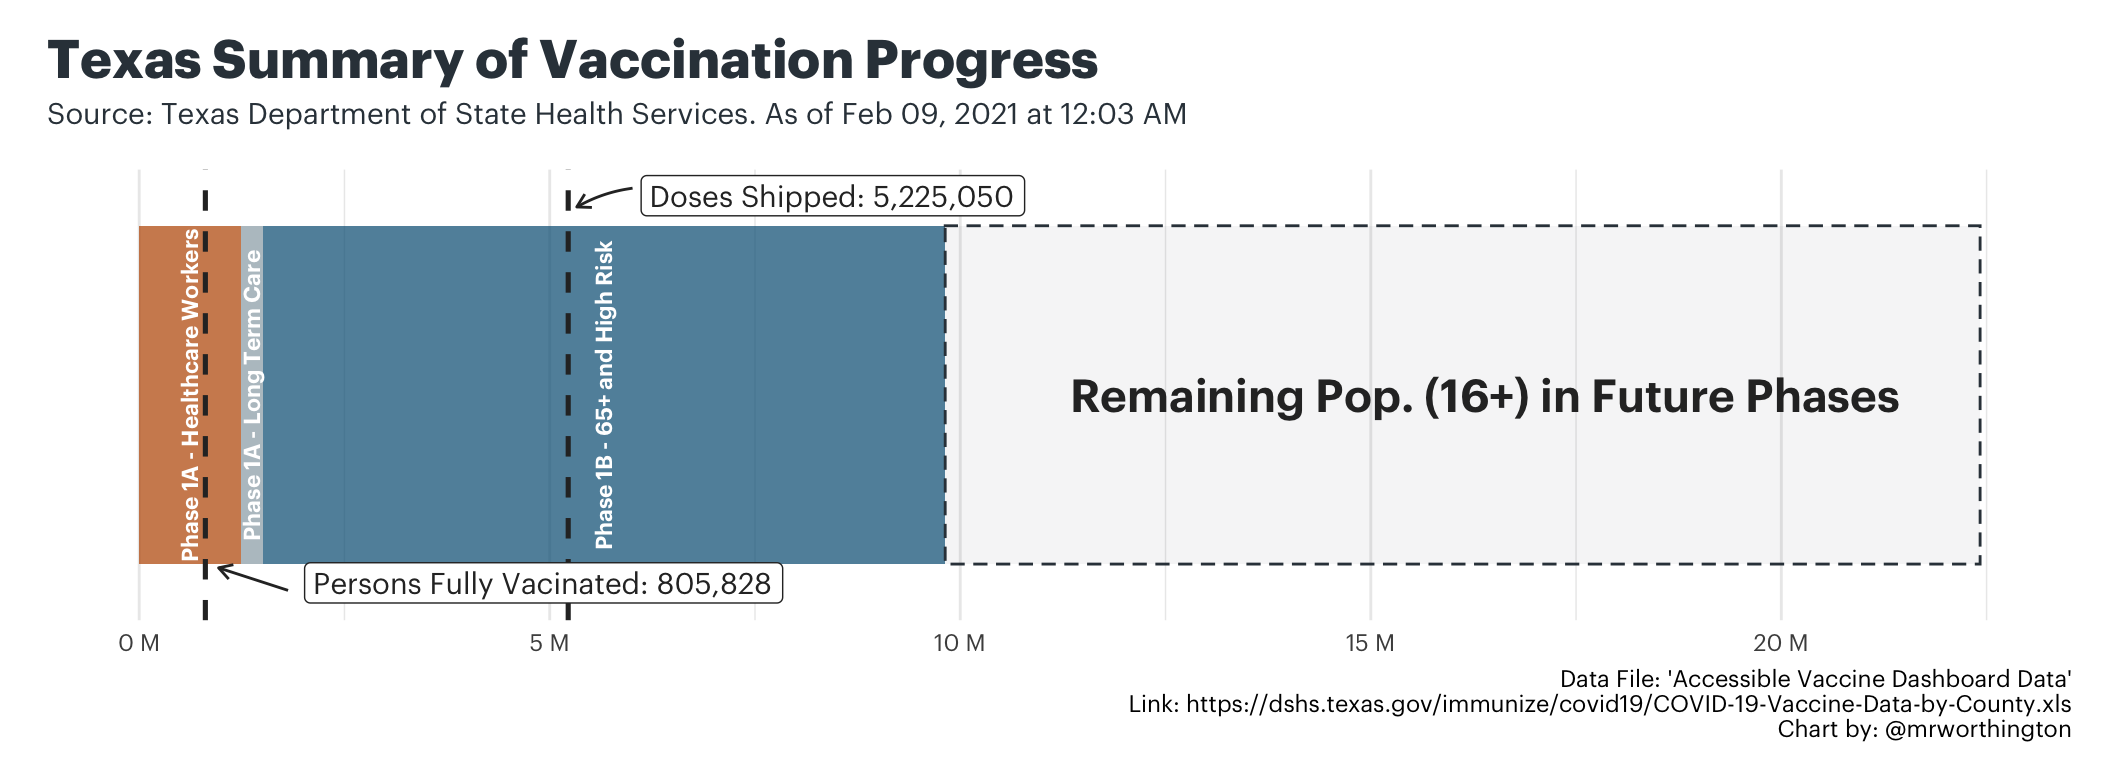 Texas Summary of Vaccination Progress
Source: Texas Department of State Health Services. As of Feb 09, 2021 at 12:03 AM
Doses Shipped: 5,225,050
Phase 1A - Healthcare Workers
Phase 1A - Long Term Care
Phase 1B - 65+ and High Risk
Remaining Pop. (16+) in Future Phases
Persons Fully Vacinated: 805,828
0 M
5 M
10 M
15 M
20 M
Data File: 'Accessible Vaccine Dashboard Data'
Link: https://dshs.texas.gov/immunize/covid19/COVID-19-Vaccine-Data-by-County.xls
Chart by: @mrworthington